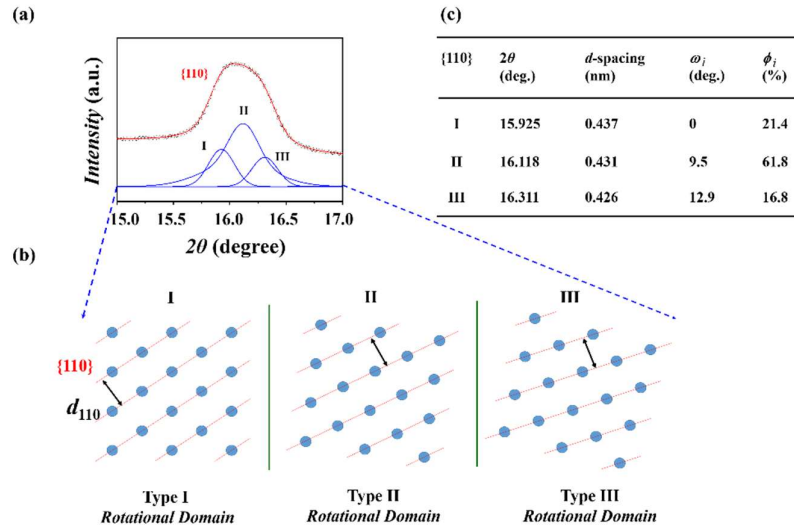 (a)
Intensity (a.u.)
{110}
I
II
III
15.0 15.5 16.0 16.5 17.0
2θ (degree)
(c)
{110} 2θ (deg.) d-spacing (nm) ω_i (deg.) ϕ_i (%)
I 15.925 0.437 0 21.4
II 16.118 0.431 9.5 61.8
III 16.311 0.426 12.9 16.8
(b)
I
II
III
{110}
d₁₁₀
Type I
Rotational Domain
Type II
Rotational Domain
Type III
Rotational Domain